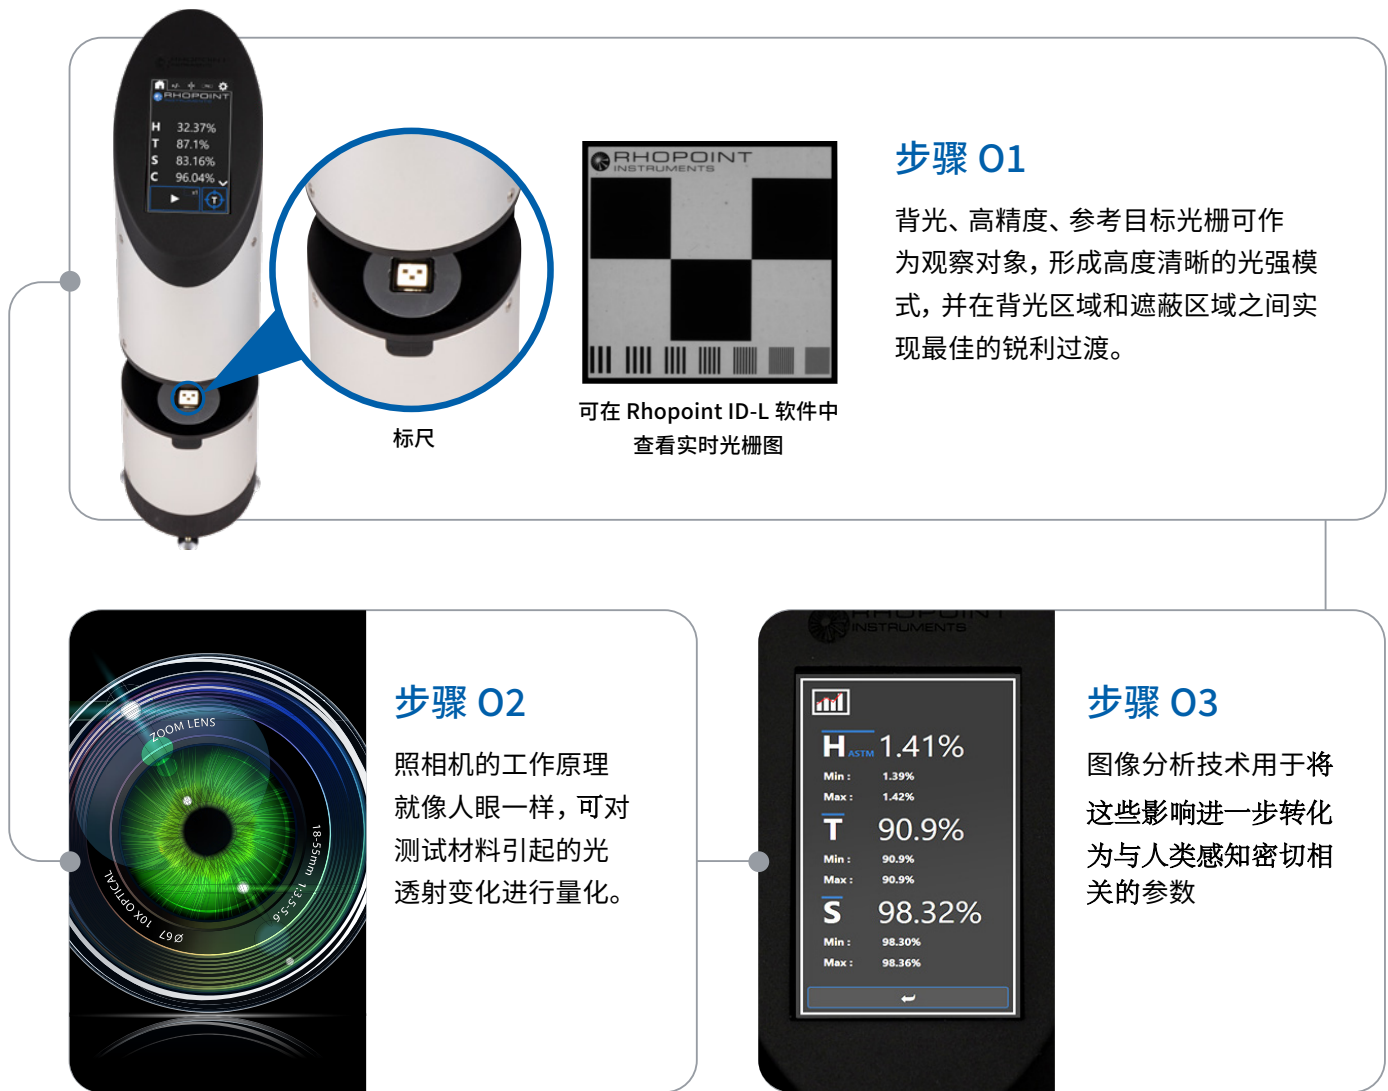 RHOPOINT
INSTRUMENTS
H 32.37%
T 87.1%
S 83.16%
C 96.04%
x1
T
标尺
RHOPOINT
INSTRUMENTS
可在 Rhopoint ID-L 软件中
查看实时光栅图
步骤 01
背光、高精度、参考目标光栅可作
为观察对象，形成高度清晰的光强模
式，并在背光区域和遮蔽区域之间实
现最佳的锐利过渡。
ZOOM LENS
18-55mm 1:3.5-5.6
Ø 67 10X OPTICAL
步骤 02
照相机的工作原理
就像人眼一样，可对
测试材料引起的光
透射变化进行量化。
RHOPOINT
INSTRUMENTS
H ASTM 1.41%
Min : 1.39%
Max : 1.42%
T 90.9%
Min : 90.9%
Max : 90.9%
S 98.32%
Min : 98.30%
Max : 98.36%
步骤 03
图像分析技术用于将
这些影响进一步转化
为与人类感知密切相
关的参数